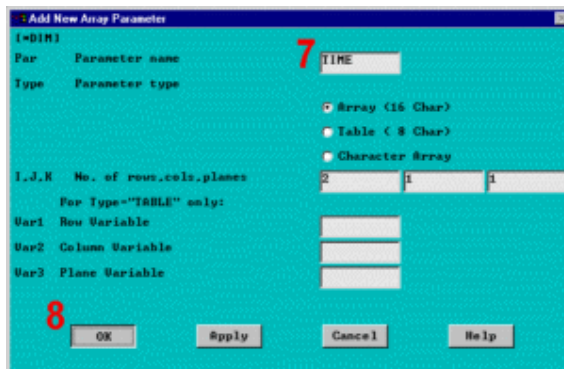 Add New Array Parameter
[*DIM]
Par Parameter name 7 TIME
Type Parameter type
Array (16 Char)
Table ( 8 Char)
Character Array
I,J,K No. of rows,cols,planes 2 1 1
For Type="TABLE" only:
Var1 Row Variable
Var2 Column Variable
Var3 Plane Variable
8
OK Apply Cancel Help